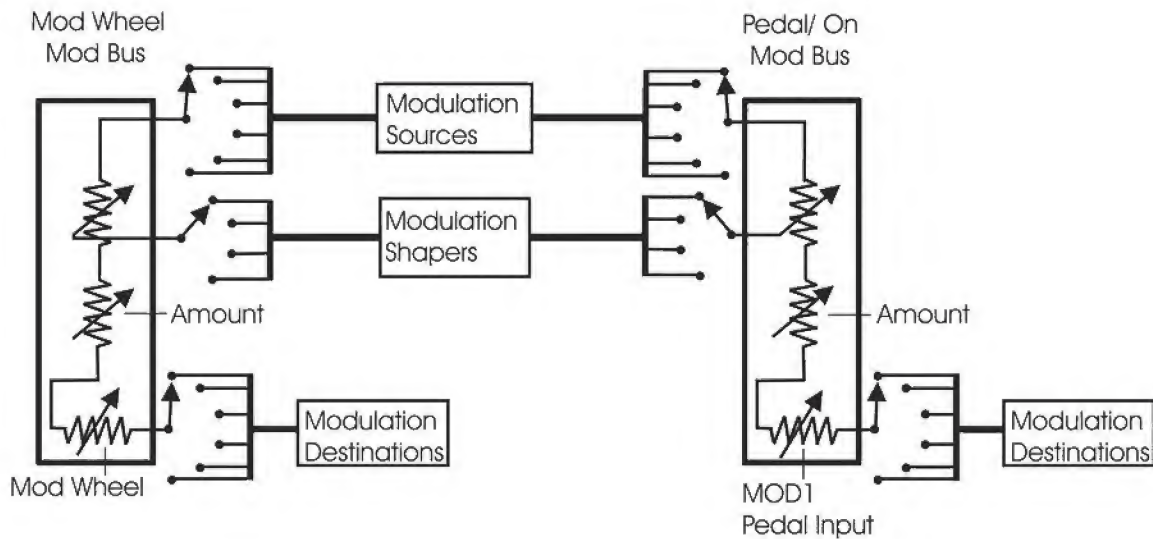 Mod Wheel
Mod Bus
Pedal/ On
Mod Bus
Modulation
Sources
Modulation
Shapers
Amount
Amount
Modulation
Destinations
Modulation
Destinations
Mod Wheel
MOD1
Pedal Input